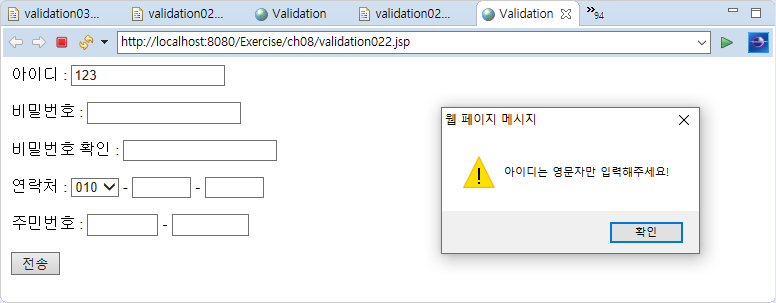 validation03...
validation02...
Validation
validation02...
Validation
»94
http://localhost:8080/Exercise/ch08/validation022.jsp
아이디 : 123
비밀번호 :
비밀번호 확인 :
연락처 : 010 - -
주민번호 : -
전송
웹 페이지 메시지
아이디는 영문자만 입력해주세요!
확인